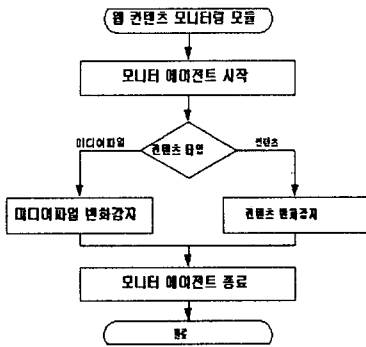 웹 컨텐츠 모니터링 모듈
모니터 에이전트 시작
미디어파일
컨텐츠 타입
컨텐츠
미디어파일 변화감지
컨텐츠 변화감지
모니터 에이전트 종료
종료